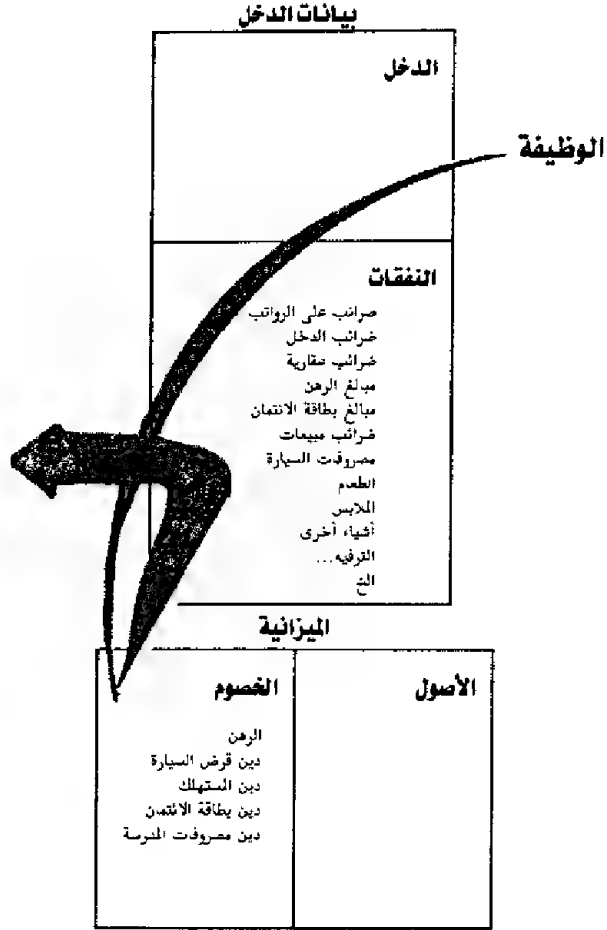 بيانات الدخل
الدخل
الوظيفة
النفقات
ضرائب على الرواتب
ضرائب الدخل
ضرائب عقارية
مبالغ الرهن
مبالغ بطاقة الائتمان
ضرائب مبيعات
مصروفات السيارة
الطعام
الملابس
أشياء أخرى
الترفيه...
الخ
الميزانية
الأصول
الخصوم
الرهن
دين قرض السيارة
دين المستهلك
دين بطاقة الائتمان
دين مصروفات المدرسة